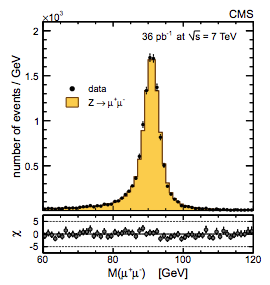 ×10³ CMS
2
36 pb⁻¹ at √s = 7 TeV
1.5
data
Z→μ⁺μ⁻
1
0.5
number of events / GeV
5
0
-5
χ
60 80 100 120
M(μ⁺μ⁻) [GeV]